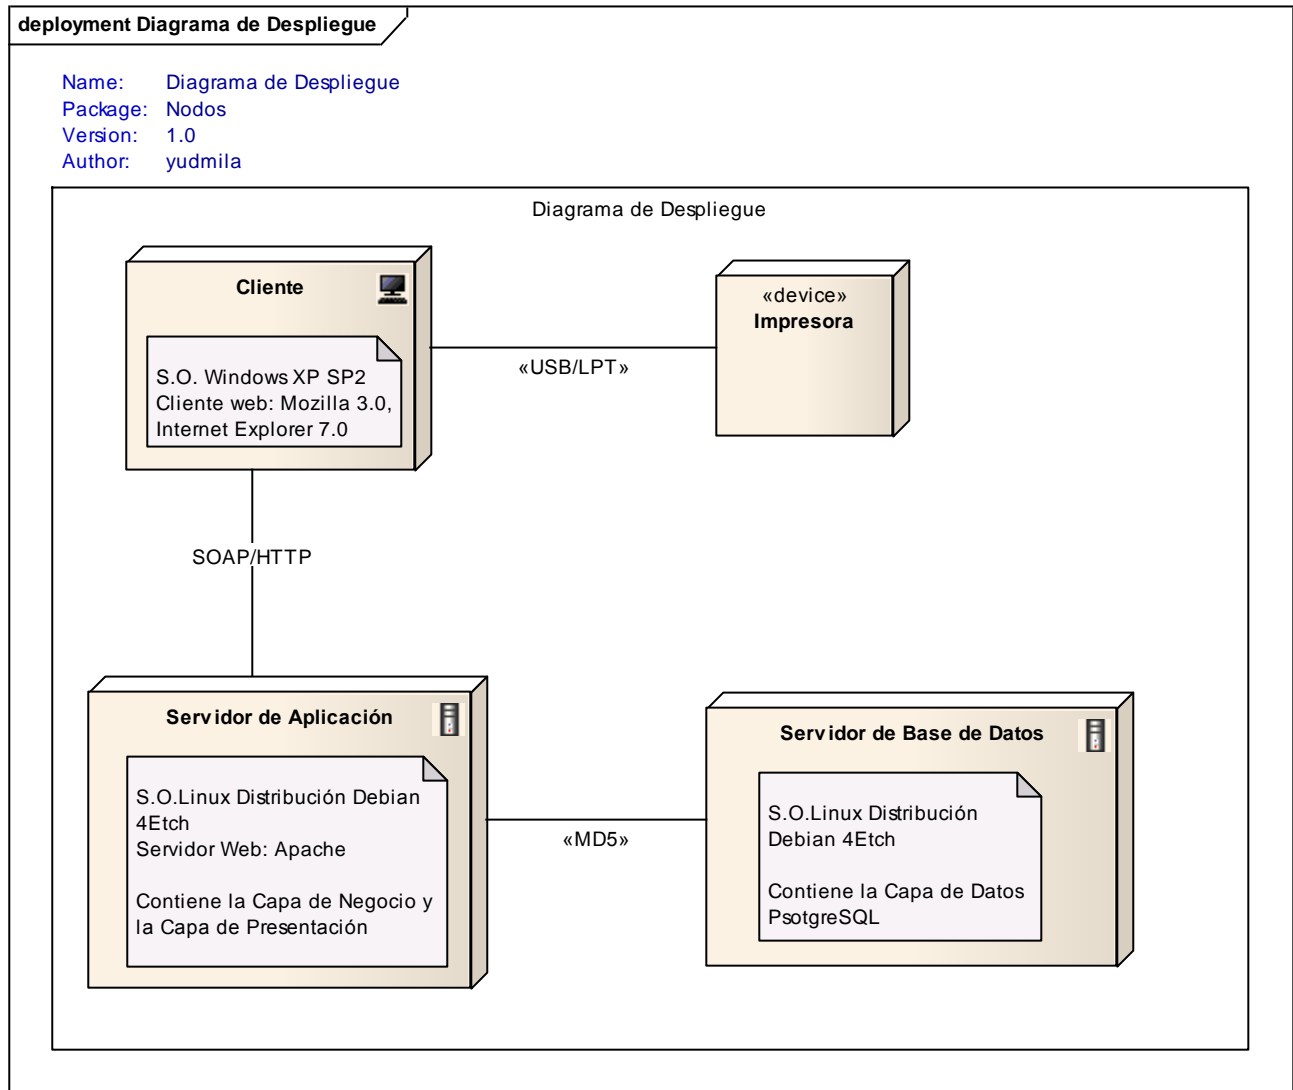 deployment Diagrama de Despliegue
Name: Diagrama de Despliegue
Package: Nodos
Version: 1.0
Author: yudmila
Diagrama de Despliegue
Cliente
S.O. Windows XP SP2
Cliente web: Mozilla 3.0,
Internet Explorer 7.0
«USB/LPT»
«device»
Impresora
SOAP/HTTP
Servidor de Aplicación
S.O.Linux Distribución Debian
4Etch
Servidor Web: Apache
Contiene la Capa de Negocio y
la Capa de Presentación
«MD5»
Servidor de Base de Datos
S.O.Linux Distribución
Debian 4Etch
Contiene la Capa de Datos
PsotgreSQL